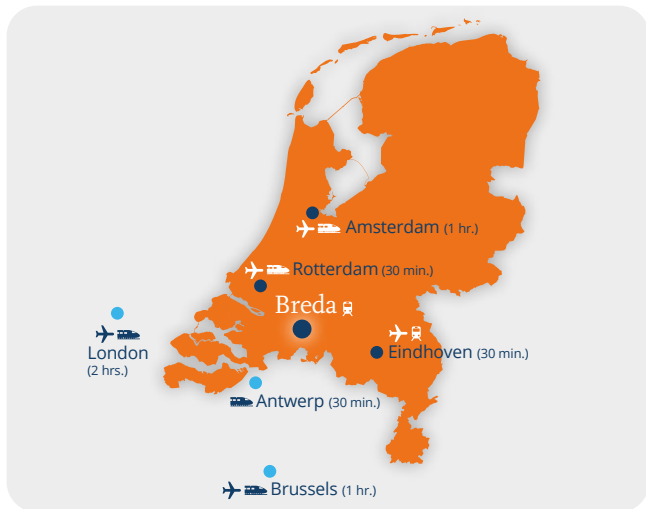 Amsterdam (1 hr.)
Rotterdam (30 min.)
Breda
London
(2 hrs.)
Eindhoven (30 min.)
Antwerp (30 min.)
Brussels (1 hr.)